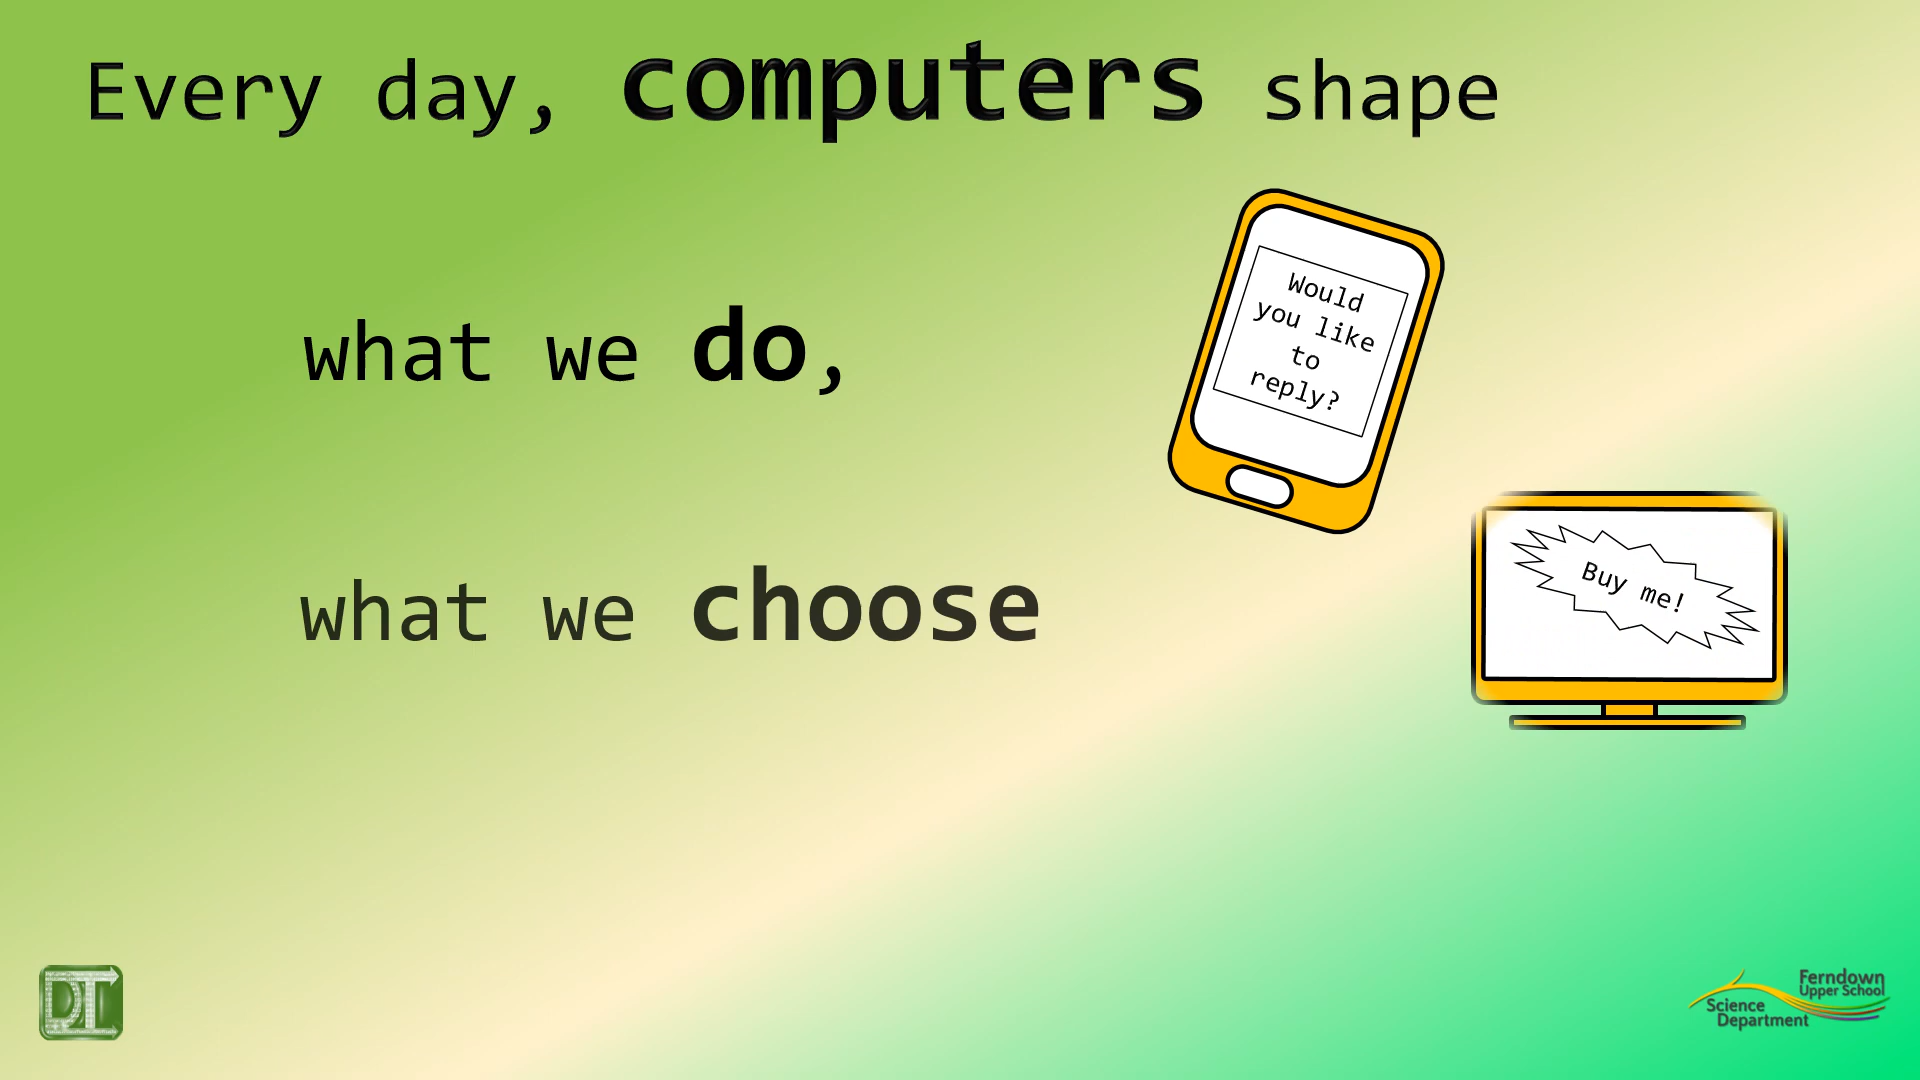 Every day, computers shape
what we do,
what we choose
Would
you like
to
reply?
Buy me!
DT
Ferndown
Upper School
Science
Department